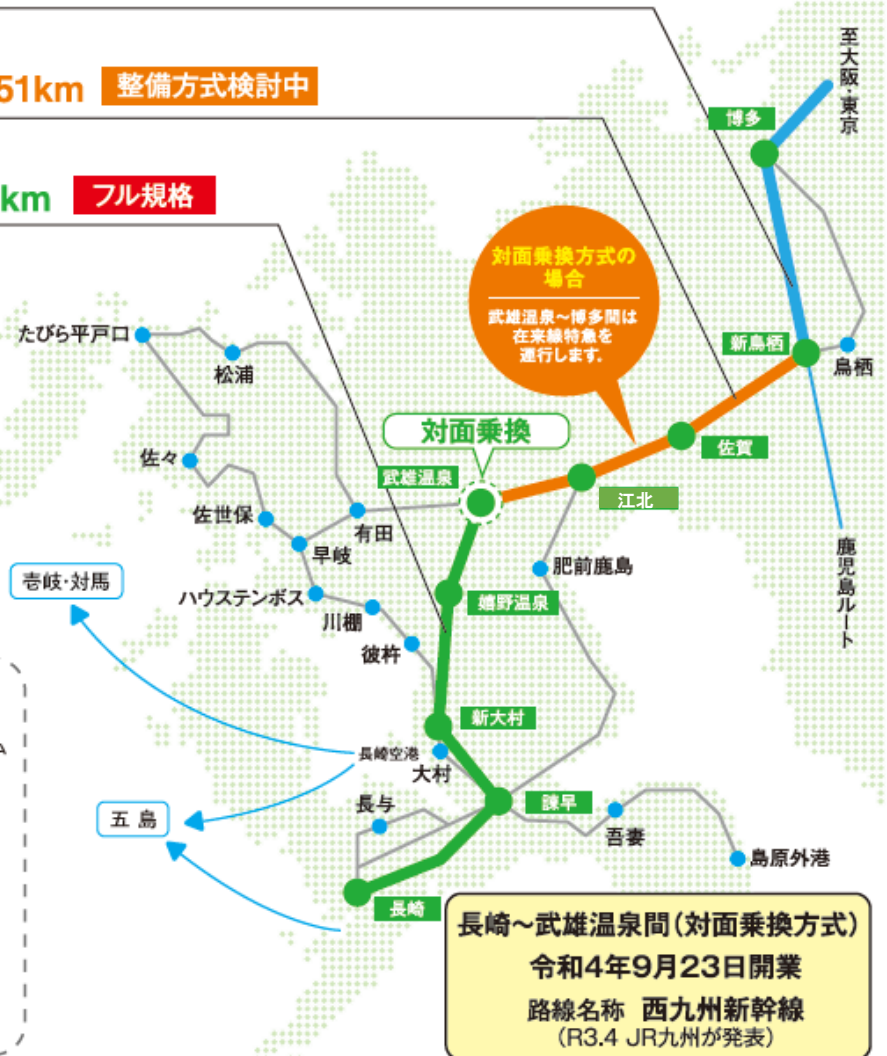 至大阪・東京
51km 整備方式検討中
博多
km フル規格
対面乗換方式の
場合
武雄温泉～博多間は
在来線特急を
運行します。
たびら平戸口
松浦
新鳥栖
鳥栖
対面乗換
佐賀
佐々
武雄温泉
江北
佐世保
有田
早岐
鹿児島ルート
肥前鹿島
壱岐・対馬
ハウステンボス
嬉野温泉
川棚
彼杵
新大村
長崎空港
大村
五島
長与
諫早
吾妻
島原外港
長崎
長崎～武雄温泉間（対面乗換方式）
令和4年9月23日開業
路線名称 西九州新幹線
（R3.4 JR九州が発表）